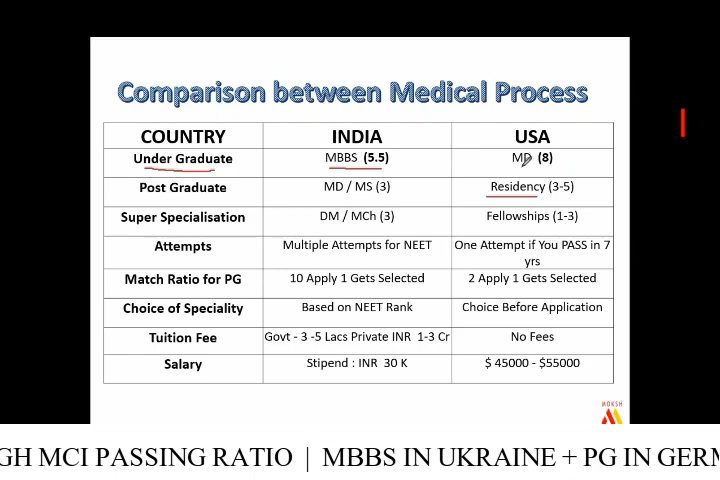 Comparison between Medical Process
COUNTRY INDIA USA
Under Graduate MBBS (5.5) MD (8)
Post Graduate MD / MS (3) Residency (3-5)
Super Specialisation DM / MCh (3) Fellowships (1-3)
Attempts Multiple Attempts for NEET One Attempt if You PASS in 7
yrs
Match Ratio for PG 10 Apply 1 Gets Selected 2 Apply 1 Gets Selected
Choice of Speciality Based on NEET Rank Choice Before Application
Tuition Fee Govt - 3 -5 Lacs Private INR 1-3 Cr No Fees
Salary Stipend : INR 30 K $ 45000 - $55000
MOKSH
GH MCI PASSING RATIO | MBBS IN UKRAINE + PG IN GERM